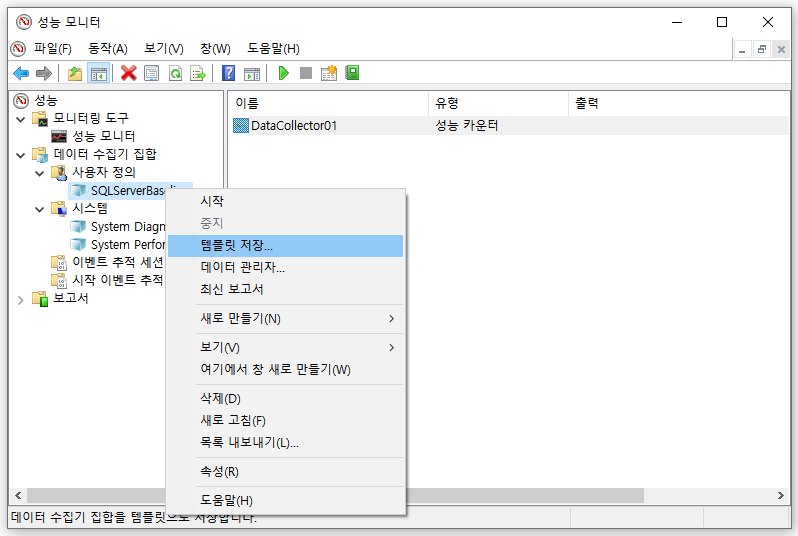 성능 모니터
파일(F) 동작(A) 보기(V) 창(W) 도움말(H)
성능
모니터링 도구
성능 모니터
데이터 수집기 집합
사용자 정의
SQLServerBaseli
시스템
System Diagn
System Perfor
이벤트 추적 세션
시작 이벤트 추적
보고서
이름 유형 출력
DataCollector01 성능 카운터
시작
중지
템플릿 저장...
데이터 관리자...
최신 보고서
새로 만들기(N)
보기(V)
여기에서 창 새로 만들기(W)
삭제(D)
새로 고침(F)
목록 내보내기(L)...
속성(R)
도움말(H)
데이터 수집기 집합을 템플릿으로 저장합니다.